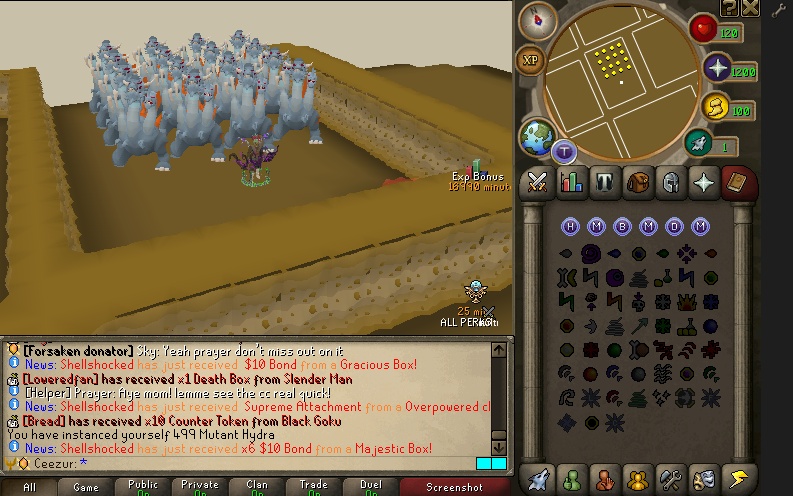 XP
120
1200
100
1
T
T
H M B M D M
Exp Bonus
16990 minut
25 mi
ALL PERKS
[Forsaken donator] Sky: Yeah prayer don't miss out on it
News: Shellshocked has just received $10 Bond from a Gracious Box!
[Loweredfan] has received x1 Death Box from Slender Man
[Helper] Prayer: Aye mom! lemme see the cc real quick!
News: Shellshocked has just received Supreme Attachment from a Overpowered ch
[Bread] has received x10 Counter Token from Black Goku
You have instanced yourself 499 Mutant Hydra
News: Shellshocked has just received x6 $10 Bond from a Majestic Box!
Ceezur: *
All Game Public Private Clan Trade Duel Screenshot
On On On On On